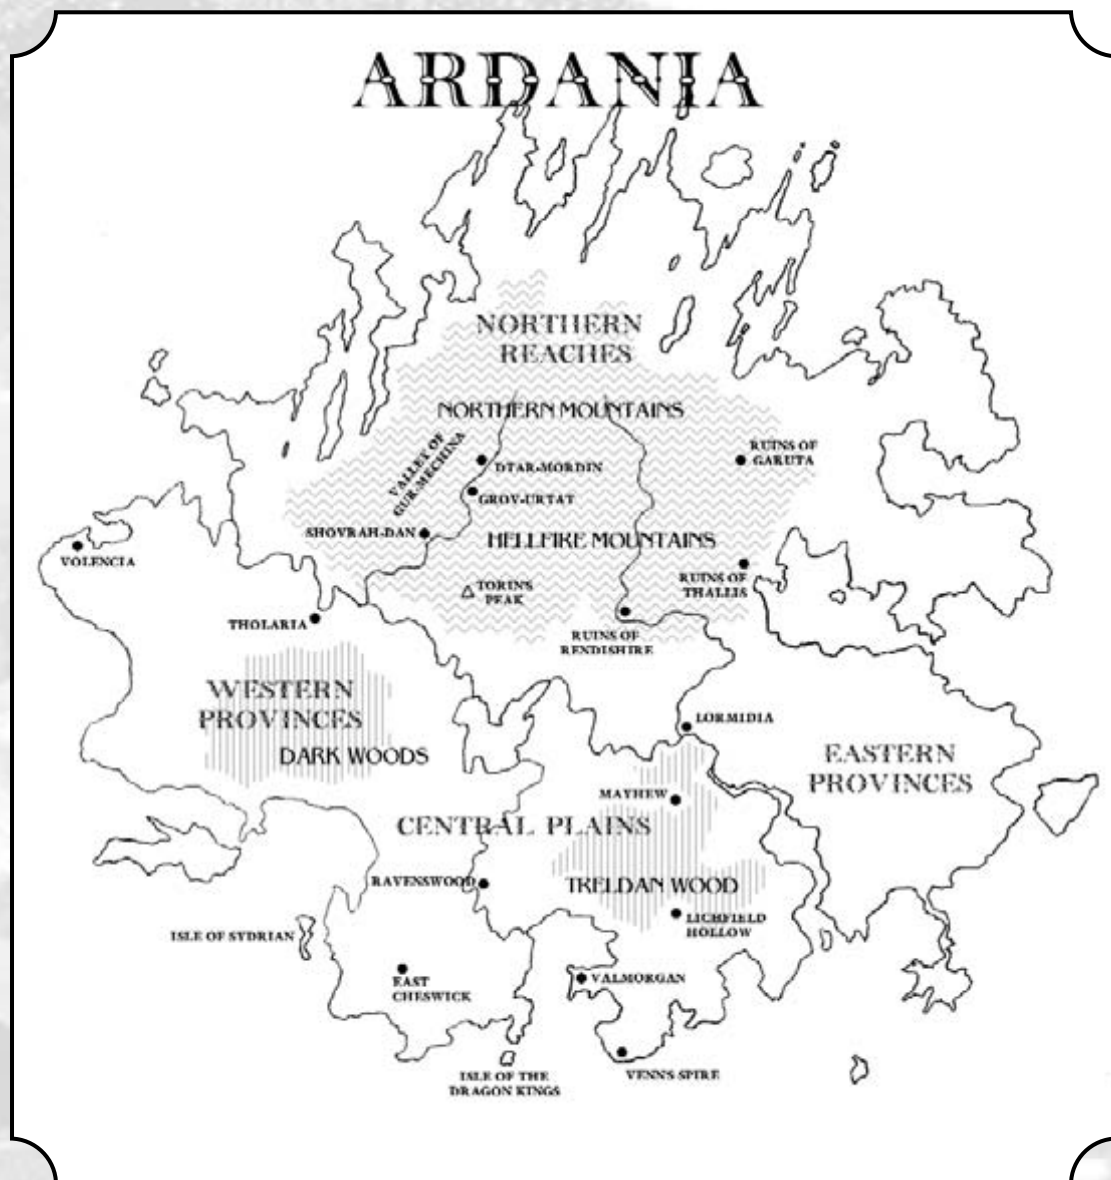 ARDANIA
NORTHERN
REACHES
NORTHERN MOUNTAINS
VALLEY OF
GUR-MECHINA
DTAR-MORDIN
RUINS OF
GARUTA
GROV-URTAT
SHOVRAH-DAN
HELLFIRE MOUNTAINS
VOLENCIA
TORIN'S
PEAK
RUINS OF
THALLIS
THOLARIA
RUINS OF
RENDISHIRE
WESTERN
PROVINCES
DARK WOODS
LORMIDIA
EASTERN
PROVINCES
MAYHEW
CENTRAL PLAINS
RAVENSWOOD
TRELDAN WOOD
LICHFIELD
HOLLOW
ISLE OF SYDRIAN
EAST
CHESWICK
VALMORGAN
ISLE OF THE
DRAGON KINGS
VENN'S SPIRE